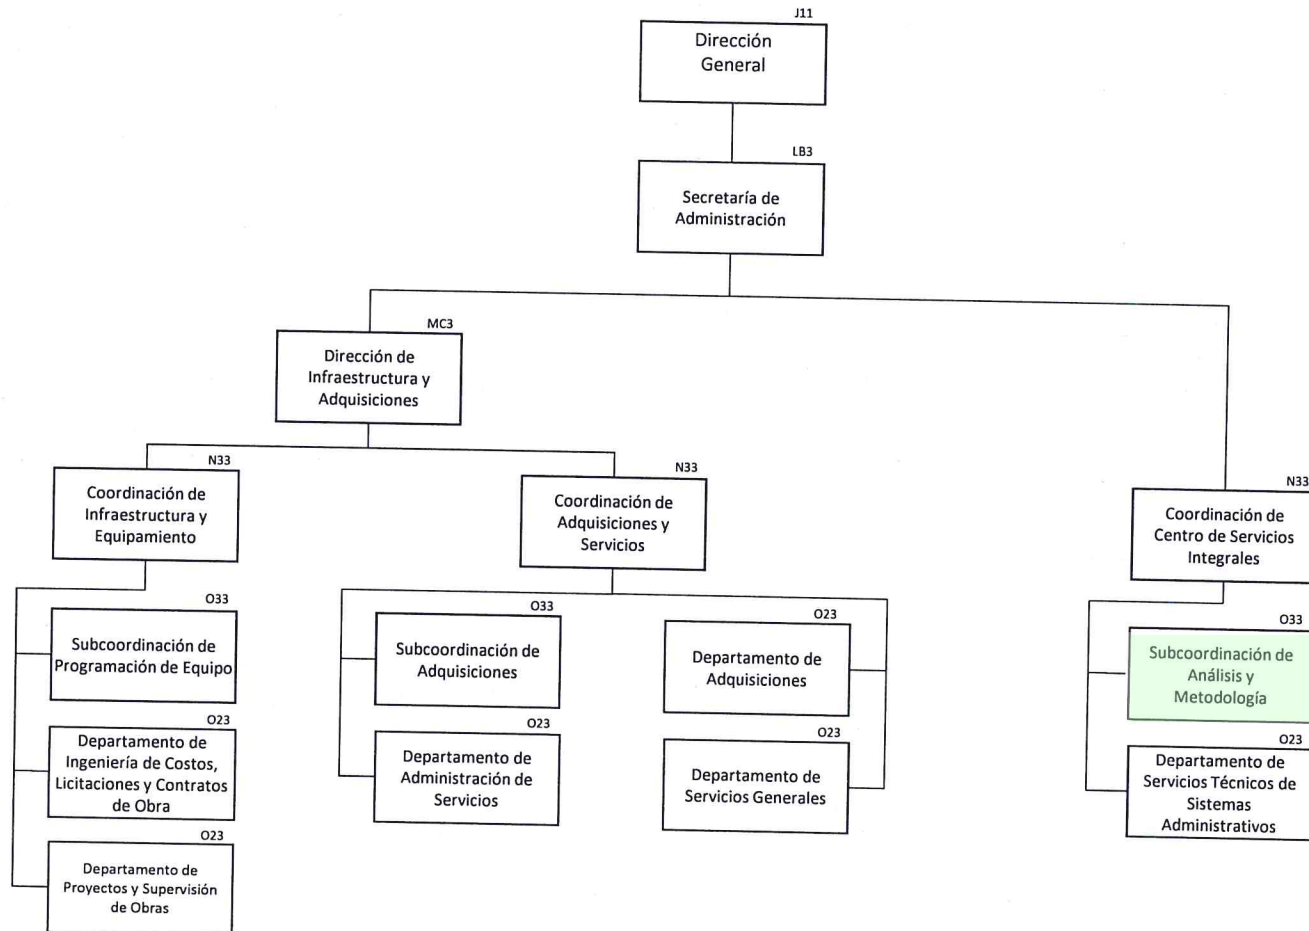 J11
Dirección
General
LB3
Secretaría de
Administración
MC3
Dirección de
Infraestructura y
Adquisiciones
N33
Coordinación de
Infraestructura y
Equipamiento
N33
Coordinación de
Adquisiciones y
Servicios
N33
Coordinación de
Centro de Servicios
Integrales
O33
Subcoordinación de
Programación de Equipo
O23
Departamento de
Ingeniería de Costos,
Licitaciones y Contratos
de Obra
O23
Departamento de
Proyectos y Supervisión
de Obras
O33
Subcoordinación de
Adquisiciones
O23
Departamento de
Administración de
Servicios
O23
Departamento de
Adquisiciones
O23
Departamento de
Servicios Generales
O33
Subcoordinación de
Análisis y
Metodología
O23
Departamento de
Servicios Técnicos de
Sistemas
Administrativos